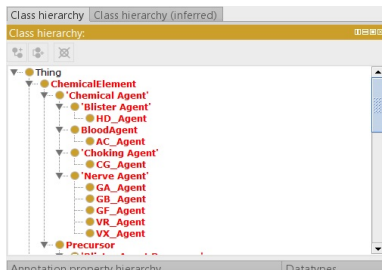 Class hierarchy Class hierarchy (inferred)
Class hierarchy:
Thing
ChemicalElement
'Chemical Agent'
'Blister Agent'
HD_Agent
BloodAgent
AC_Agent
'Choking Agent'
CG_Agent
'Nerve Agent'
GA_Agent
GB_Agent
GF_Agent
VR_Agent
VX_Agent
Precursor
Annotation property hierarchy Datatypes